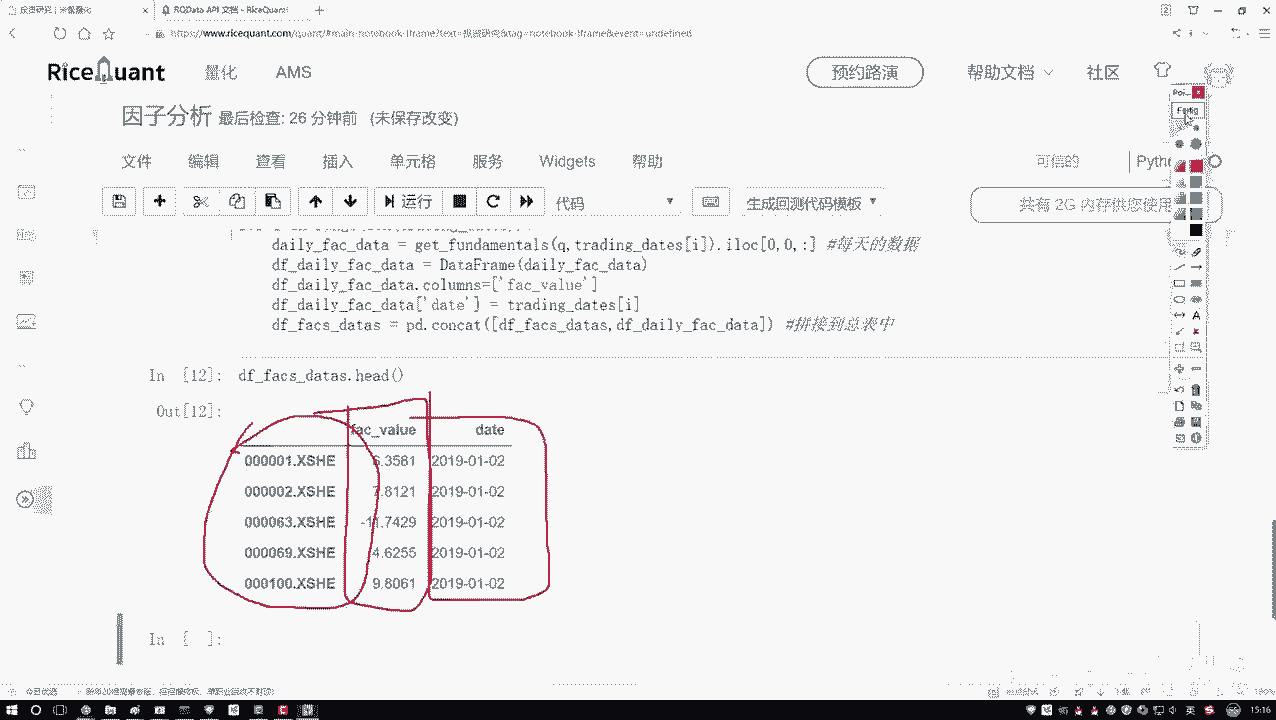 RQData API 文档 - RiceQuant
https://www.ricequant.com/quant/#main-notebook-iframe?text=投资研究&tag=notebook-iframe&event=undefined
RiceQuant 量化 AMS 预约路演 帮助文档 社区
因子分析 最后检查: 26 分钟前 (未保存改变)
文件 编辑 查看 插入 单元格 服务 Widgets 帮助 可信的
运行 代码 生成回测代码模板 共有 2G 内存供您使用
daily_fac_data = get_fundamentals(q,trading_dates[i]).iloc[0,0,:] #每天的数据
df_daily_fac_data = DataFrame(daily_fac_data)
df_daily_fac_data.columns=['fac_value']
df_daily_fac_data['date'] = trading_dates[i]
df_facs_datas = pd.concat([df_facs_datas,df_daily_fac_data]) #拼接到总表中
In [12]: df_facs_datas.head()
Out[12]:
fac_value date
000001.XSHE 6.3581 2019-01-02
000002.XSHE 7.8121 2019-01-02
000063.XSHE -11.7429 2019-01-02
000069.XSHE 4.6255 2019-01-02
000100.XSHE 9.8061 2019-01-02
In [ ]:
15:16